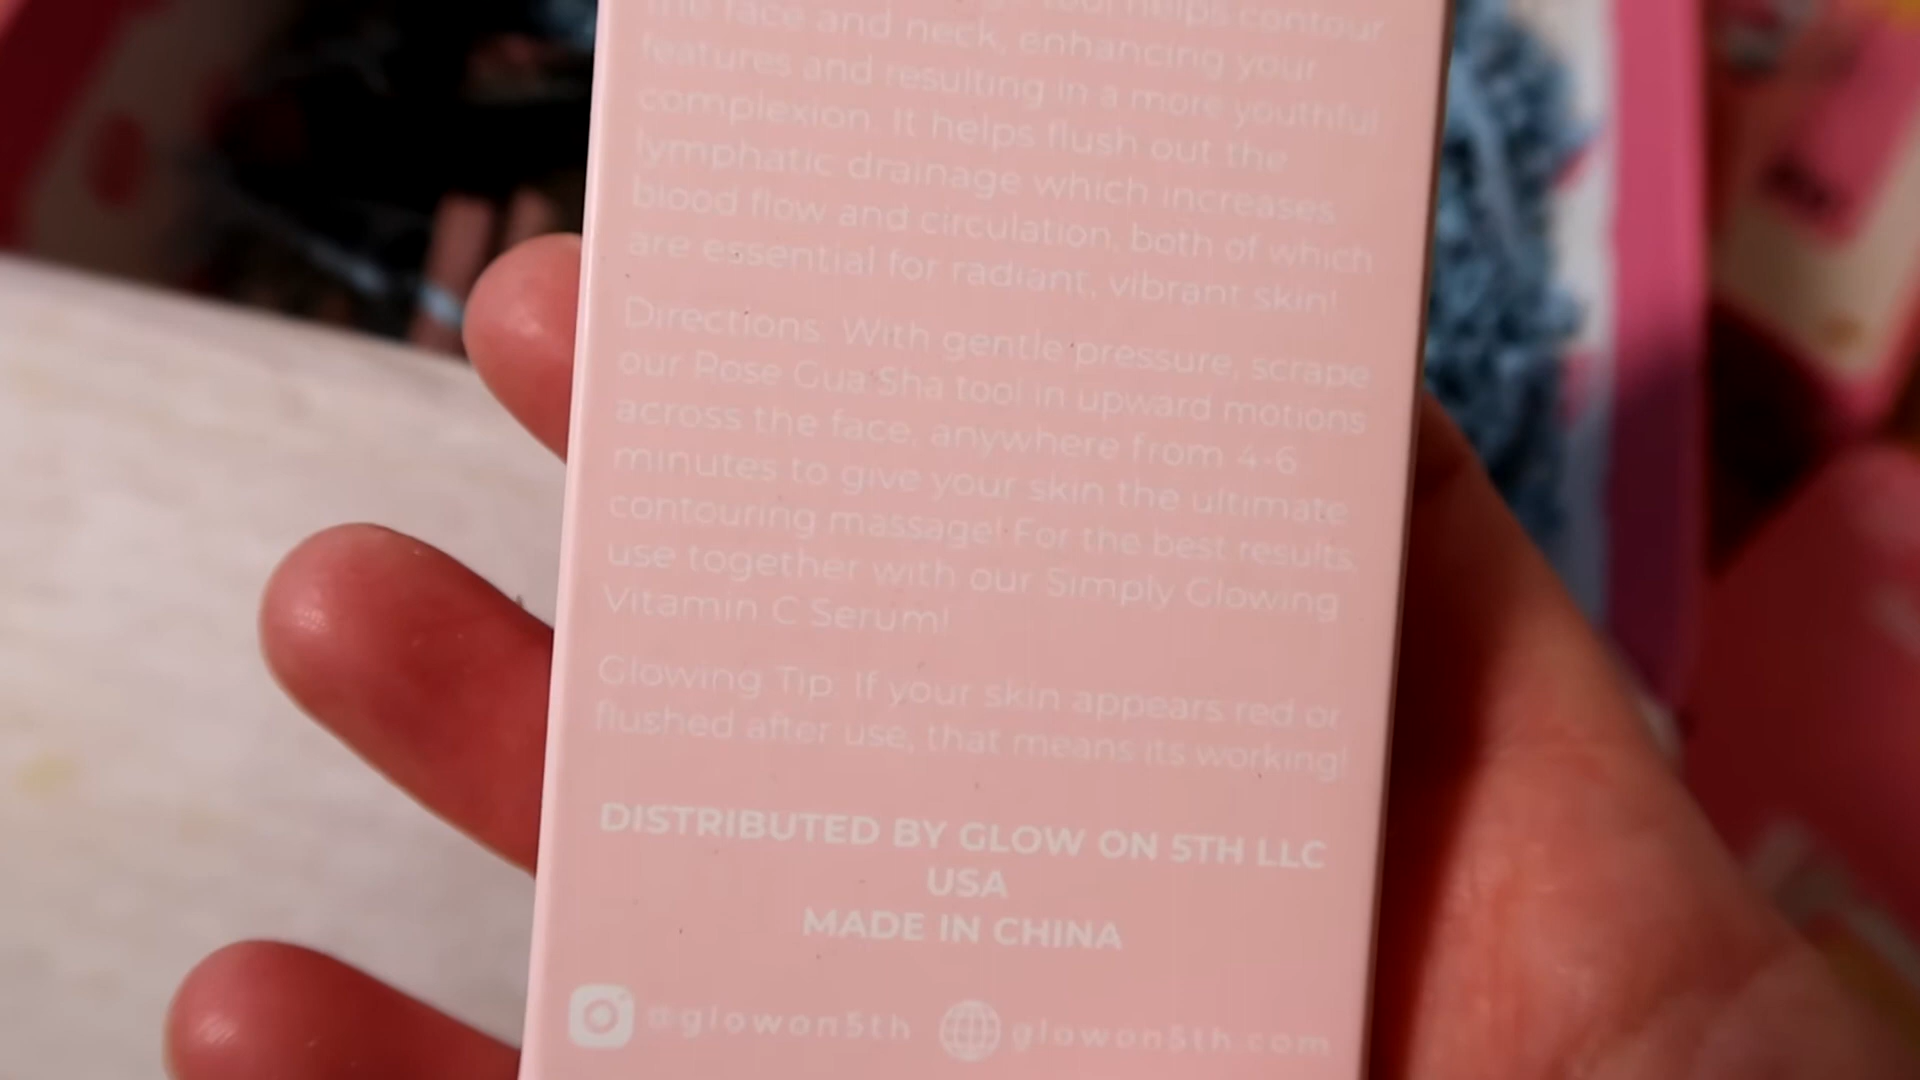 tool helps contour
the face and neck, enhancing your
features and resulting in a more youthful
complexion. It helps flush out the
lymphatic drainage which increases
blood flow and circulation, both of which
are essential for radiant, vibrant skin!
Directions: With gentle pressure, scrape
our Rose Gua Sha tool in upward motions
across the face, anywhere from 4-6
minutes to give your skin the ultimate
contouring massage! For the best results,
use together with our Simply Glowing
Vitamin C Serum!
Glowing Tip: If your skin appears red or
flushed after use, that means its working!
DISTRIBUTED BY GLOW ON 5TH LLC
USA
MADE IN CHINA
@glowon5th glowon5th.com